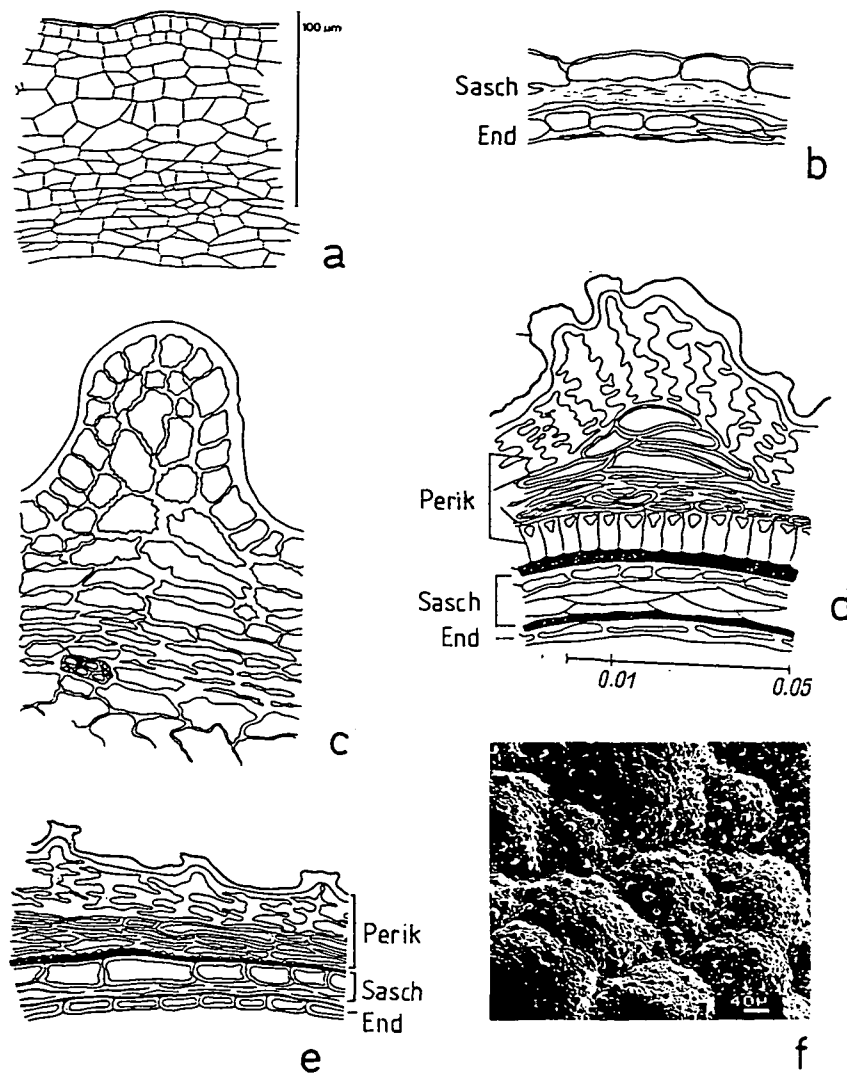 100 µm
a
Sasch
End
b
c
Perik
Sasch
End
d
0.01 0.05
Perik
Sasch
End
e
40µ
f